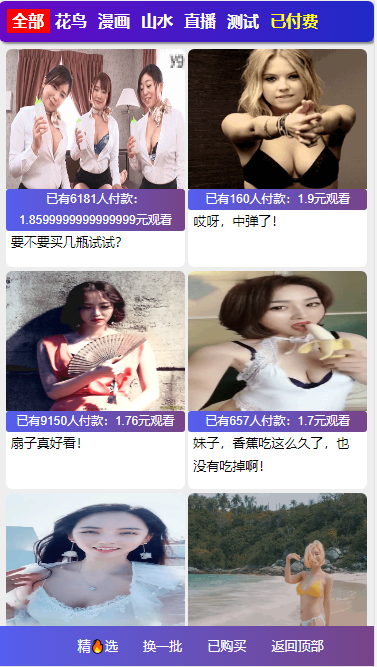 全部 花鸟 漫画 山水 直播 测试 已付费
yg
已有6181人付款：
1.8599999999999999元观看
要不要买几瓶试试？
已有160人付款：1.9元观看
哎呀，中弹了！
已有9150人付款：1.76元观看
扇子真好看！
已有657人付款：1.7元观看
妹子，香蕉吃这么久了，也
没有吃掉啊！
精🔥选 换一批 已购买 返回顶部